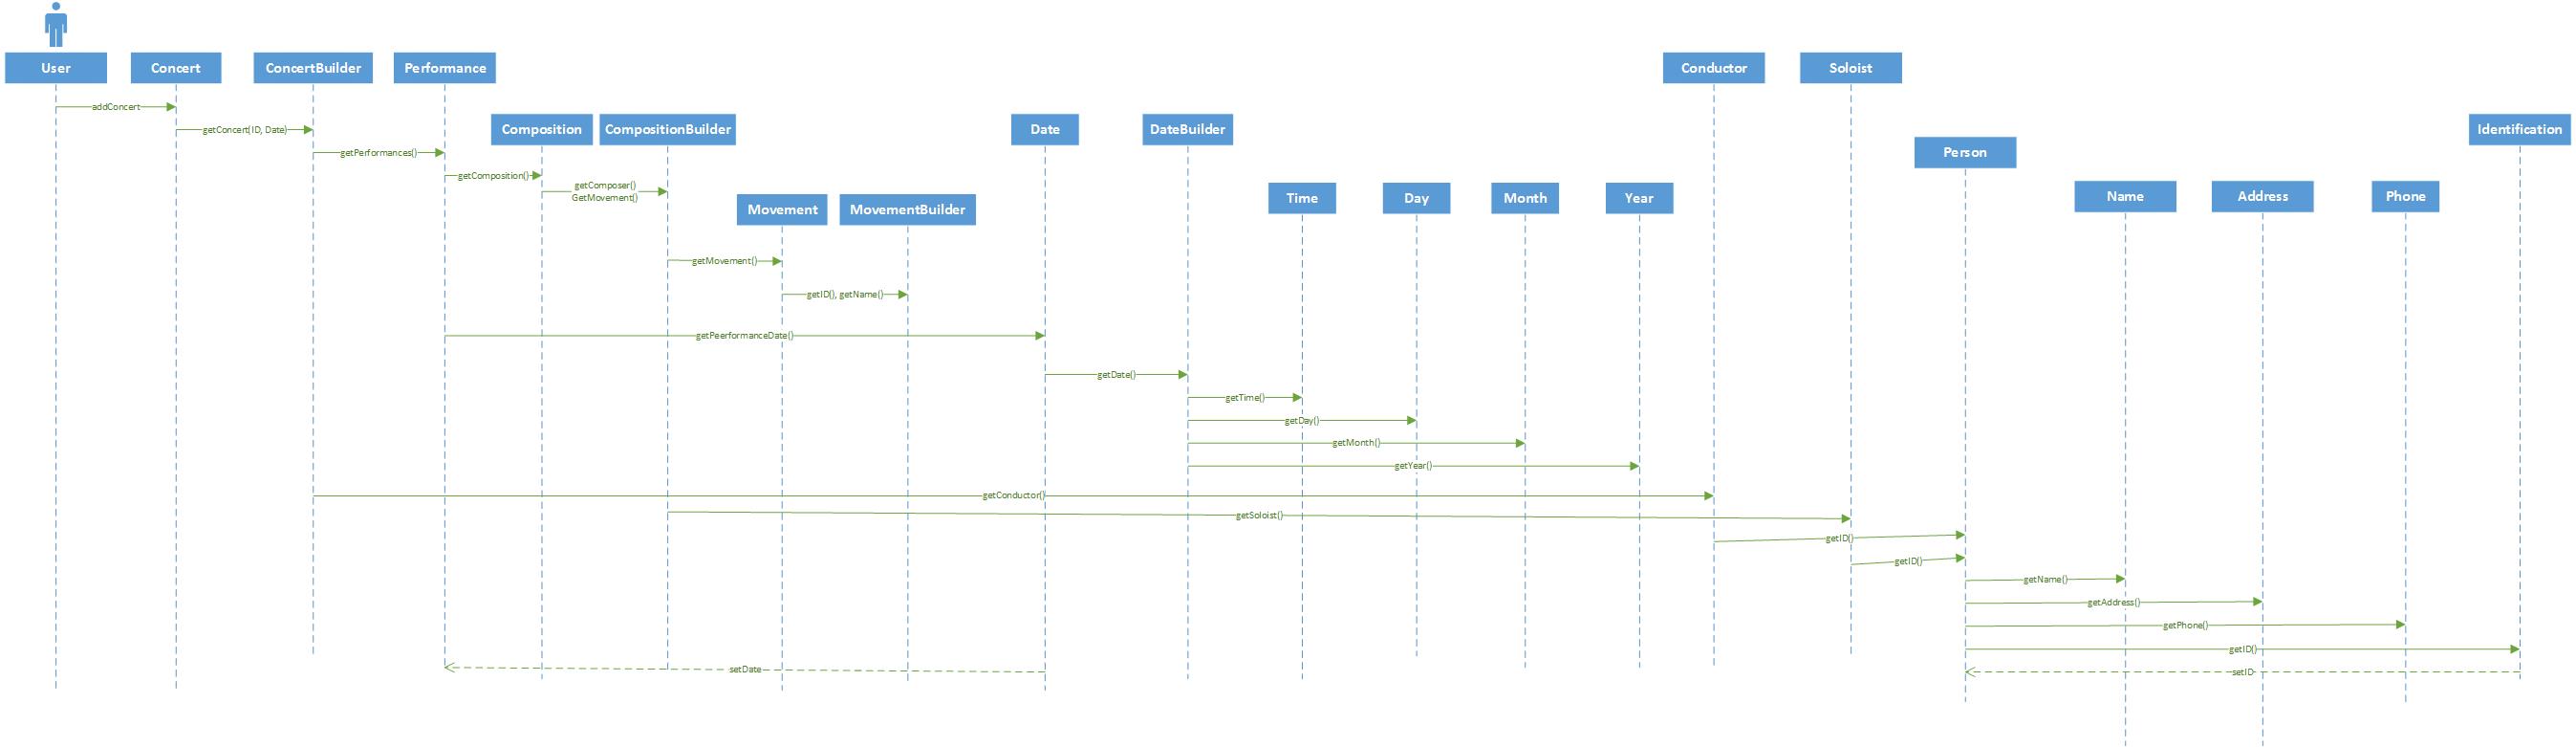 User
Concert
ConcertBuilder
Performance
Conductor
Soloist
addConcert
getConcert(ID, Date)
Composition
CompositionBuilder
Date
DateBuilder
Identification
getPerformances()
Person
getComposition()
getComposer()
GetMovement()
Movement
MovementBuilder
Time
Day
Month
Year
Name
Address
Phone
getMovement()
getID(), getName()
getPeerformanceDate()
getDate()
getTime()
getDay()
getMonth()
getYear()
getConductor()
getSoloist()
getID()
getID()
getName()
getAddress()
getPhone()
getID()
setDate
setID